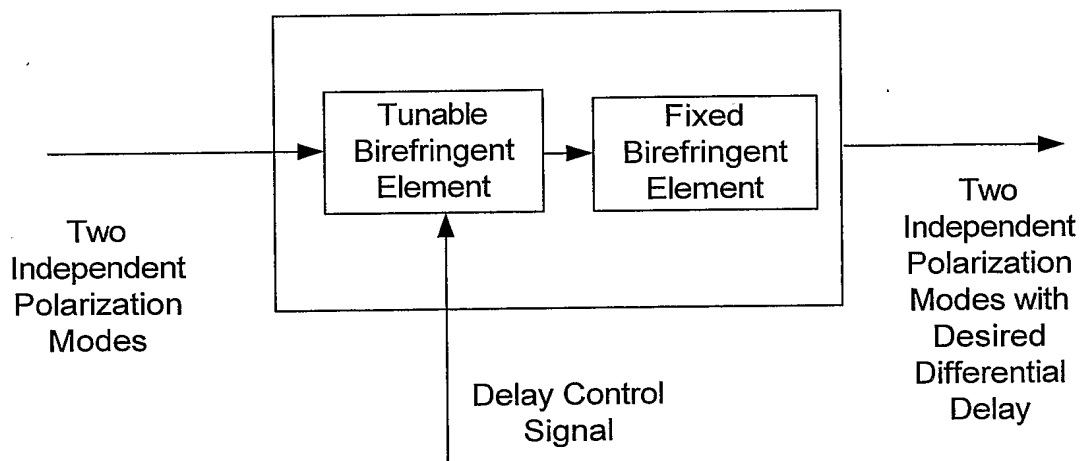 Tunable
Birefringent
Element
Fixed
Birefringent
Element
Two
Independent
Polarization
Modes
Two
Independent
Polarization
Modes with
Desired
Differential
Delay
Delay Control
Signal